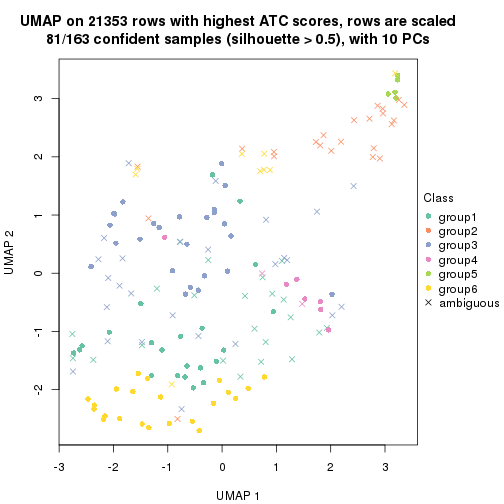 UMAP on 21353 rows with highest ATC scores, rows are scaled
81/163 confident samples (silhouette > 0.5), with 10 PCs
3
2
1
0
-1
-2
UMAP 2
-3
-2
-1
0
1
2
3
UMAP 1
Class
group1
group2
group3
group4
group5
group6
ambiguous